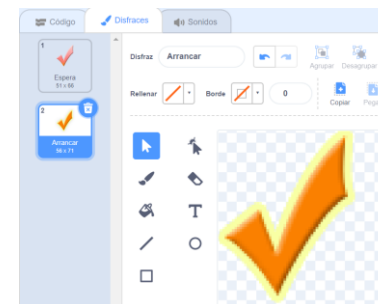 Código
Disfraces
Sonidos
1
Espera
51 x 66
2
Arrancar
56 x 71
Disfraz
Arrancar
Agrupar
Desagrupar
Rellenar
Borde
0
Copiar
Pega
T